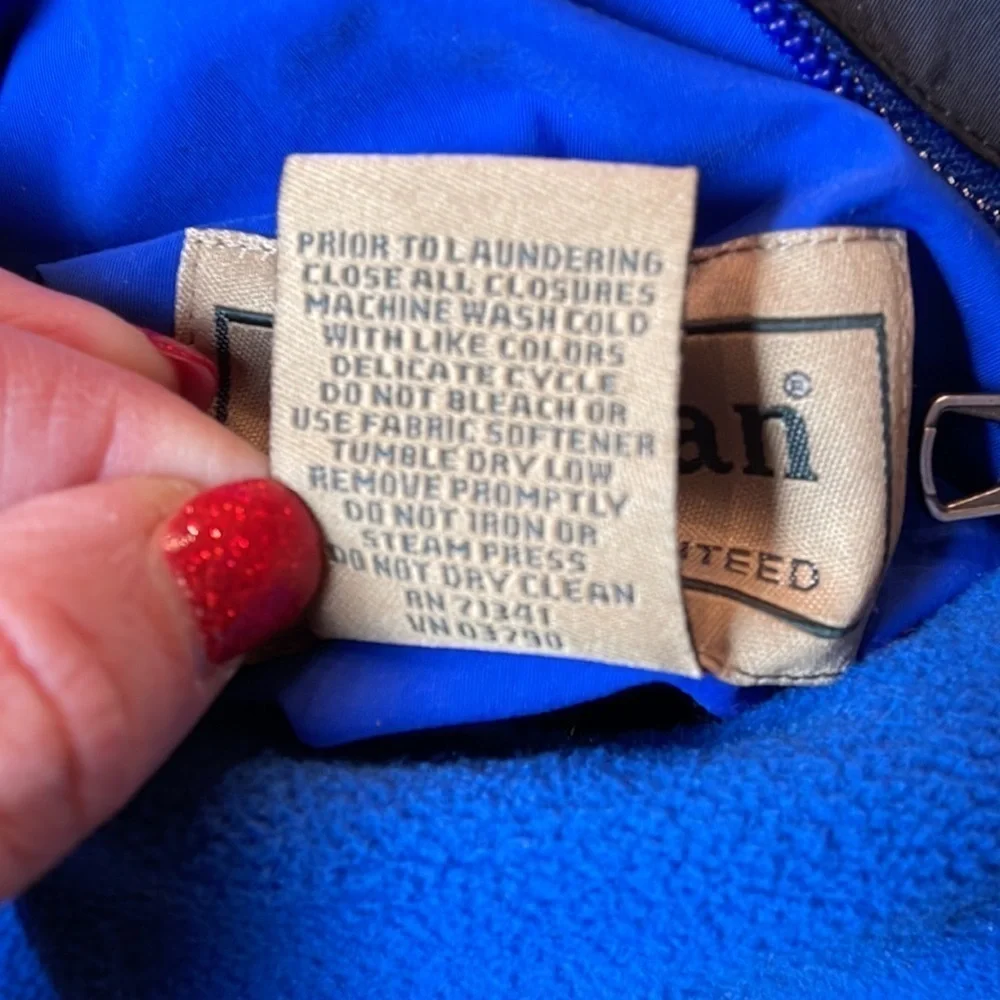 PRIOR TO LAUNDERING
CLOSE ALL CLOSURES
MACHINE WASH COLD
WITH LIKE COLORS
DELICATE CYCLE
DO NOT BLEACH OR
USE FABRIC SOFTENER
TUMBLE DRY LOW
REMOVE PROMPTLY
DO NOT IRON OR
STEAM PRESS
DO NOT DRY CLEAN
RN 71341
VN 03790
an®
TEED